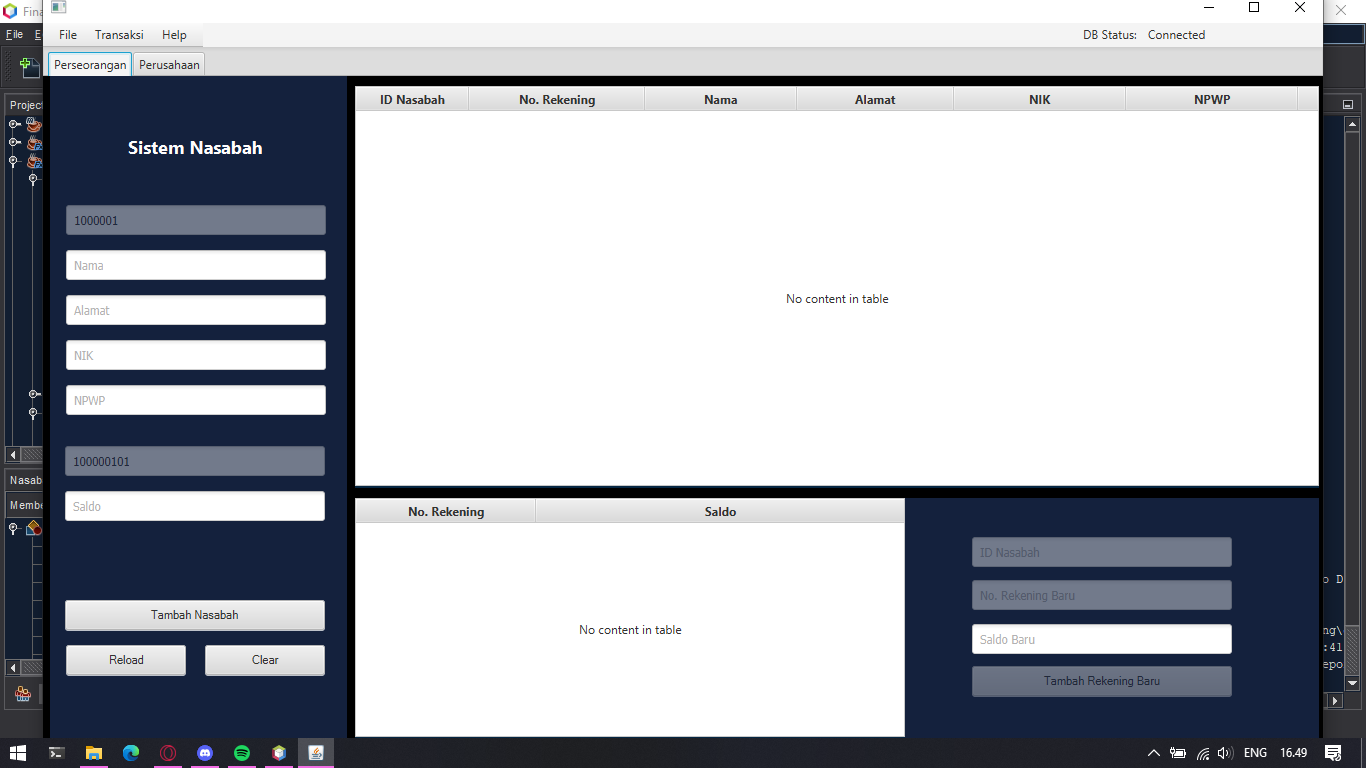 Fina
File E
File Transaksi Help
DB Status: Connected
Perseorangan Perusahaan
Project
Sistem Nasabah
1000001
Nama
Alamat
NIK
NPWP
100000101
Saldo
Tambah Nasabah
Reload Clear
ID Nasabah No. Rekening Nama Alamat NIK NPWP
No content in table
No. Rekening Saldo
No content in table
ID Nasabah
No. Rekening Baru
Saldo Baru
Tambah Rekening Baru
Nasab
Membe
o D
ng\
:41
epo
ENG 16.49